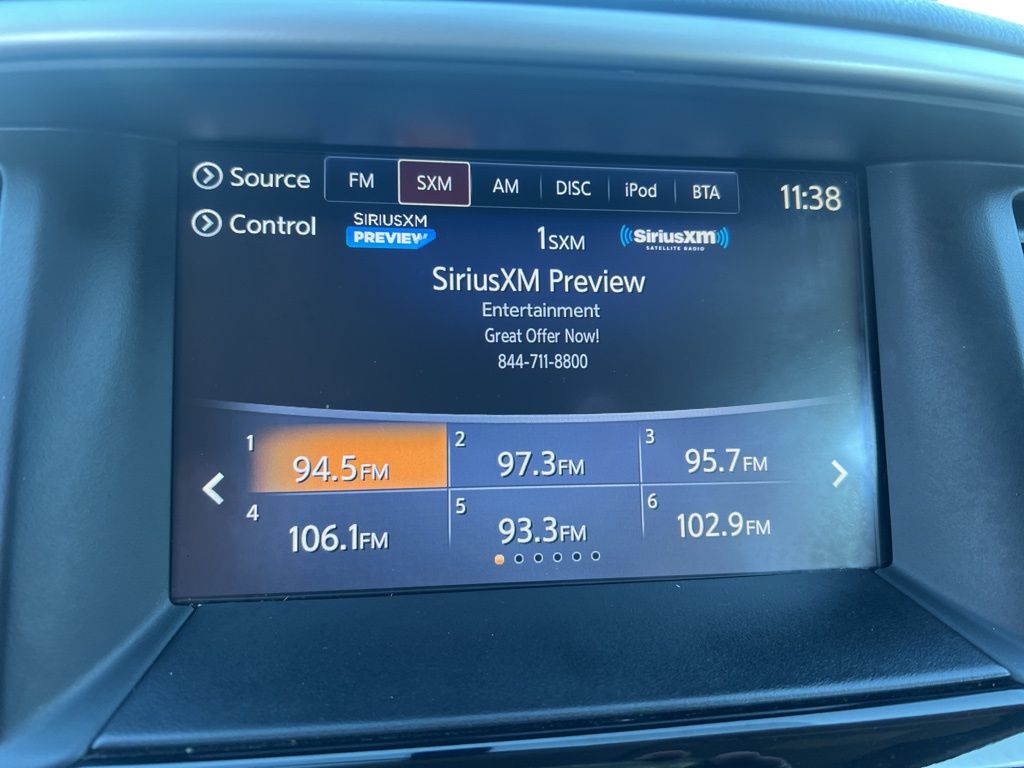 Source FM SXM AM DISC iPod BTA 11:38
Control SIRIUSXM PREVIEW 1SXM SiriusXM SATELLITE RADIO
SiriusXM Preview
Entertainment
Great Offer Now!
844-711-8800
1 94.5FM 2 97.3FM 3 95.7FM
4 106.1FM 5 93.3FM 6 102.9FM